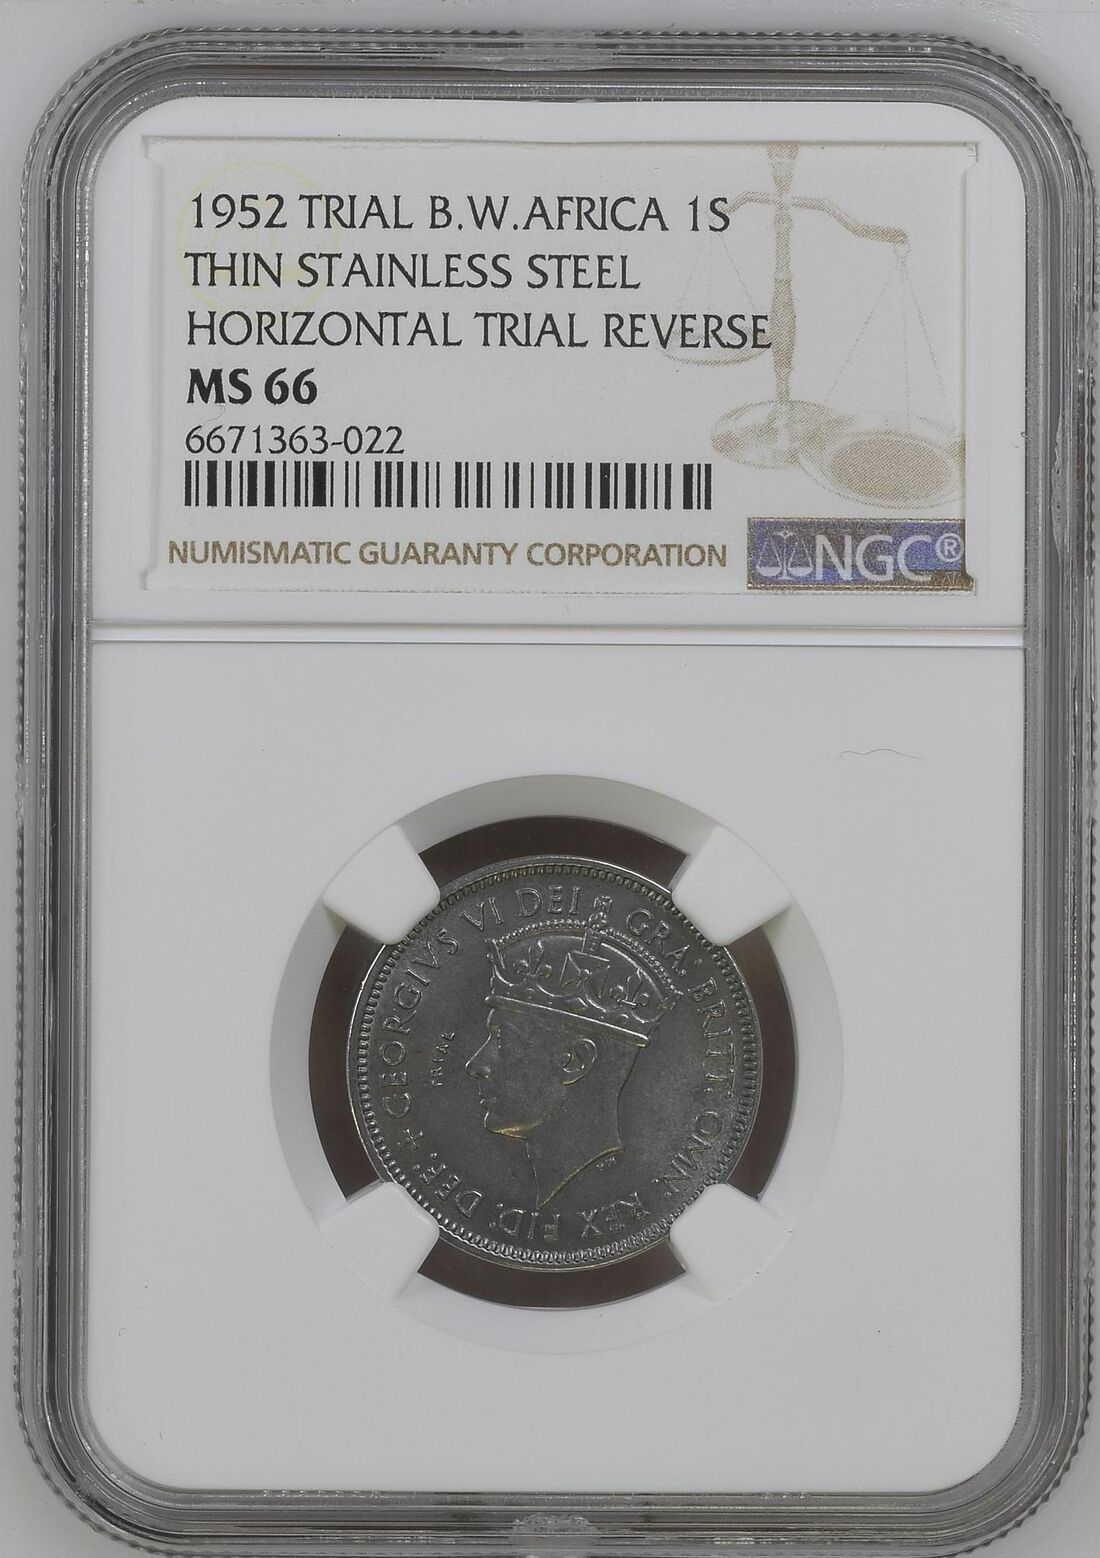 1952 TRIAL B.W.AFRICA 1S
THIN STAINLESS STEEL
HORIZONTAL TRIAL REVERSE
MS 66
6671363-022
NUMISMATIC GUARANTY CORPORATION
NGC®
GEORGIVS VI DEI GRA: BRITT: OMN: REX FID: DEF:
TRIAL